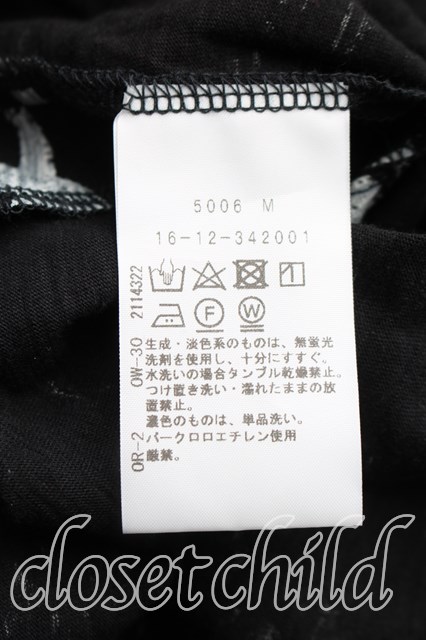 5006 M
16-12-342001
F
W
生成・淡色系のものは、無蛍光
洗剤を使用し、十分にすすぐ。
水洗いの場合タンブル乾燥禁止。
つけ置き洗い・濡れたままの放
置禁止。
濃色のものは、単品洗い。
パークロロエチレン使用
厳禁。
0R-2 0W-30 2114322
closetchild